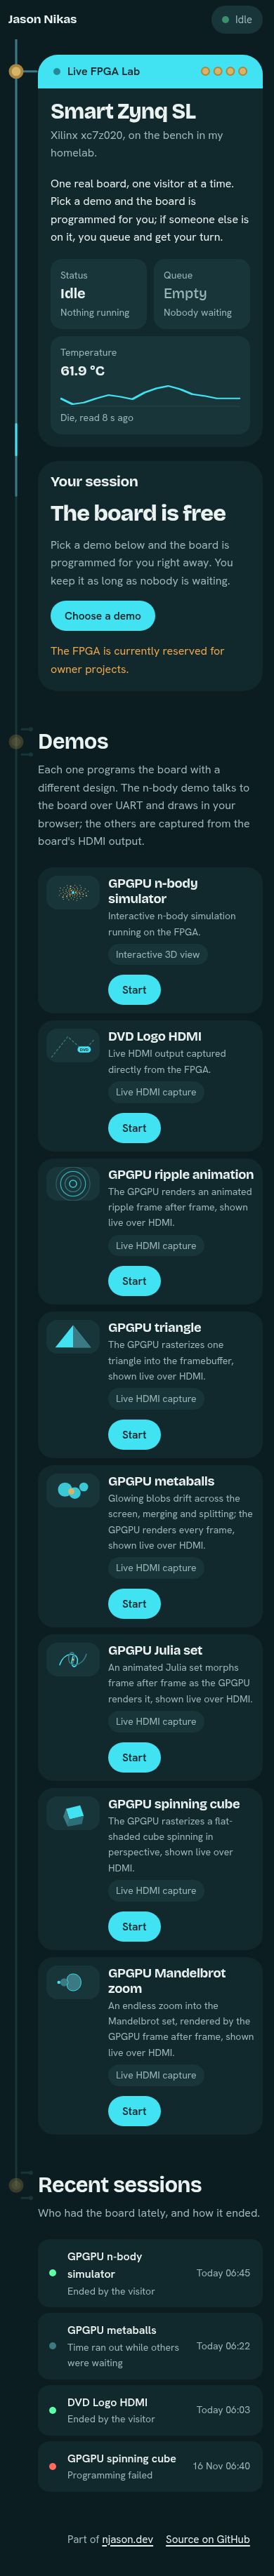 Jason Nikas
Idle
Live FPGA Lab
Smart Zynq SL
Xilinx xc7z020, on the bench in my
homelab.
One real board, one visitor at a time.
Pick a demo and the board is
programmed for you; if someone else is
on it, you queue and get your turn.
Status
Idle
Nothing running
Queue
Empty
Nobody waiting
Temperature
61.9 °C
Die, read 8 s ago
Your session
The board is free
Pick a demo below and the board is
programmed for you right away. You
keep it as long as nobody is waiting.
Choose a demo
The FPGA is currently reserved for
owner projects.
Demos
Each one programs the board with a
different design. The n-body demo talks to
the board over UART and draws in your
browser; the others are captured from the
board's HDMI output.
GPGPU n-body
simulator
Interactive n-body simulation
running on the FPGA.
Interactive 3D view
Start
DVD
DVD Logo HDMI
Live HDMI output captured
directly from the FPGA.
Live HDMI capture
Start
GPGPU ripple animation
The GPGPU renders an animated
ripple frame after frame, shown
live over HDMI.
Live HDMI capture
Start
GPGPU triangle
The GPGPU rasterizes one
triangle into the framebuffer,
shown live over HDMI.
Live HDMI capture
Start
GPGPU metaballs
Glowing blobs drift across the
screen, merging and splitting; the
GPGPU renders every frame,
shown live over HDMI.
Live HDMI capture
Start
GPGPU Julia set
An animated Julia set morphs
frame after frame as the GPGPU
renders it, shown live over HDMI.
Live HDMI capture
Start
GPGPU spinning cube
The GPGPU rasterizes a flat-
shaded cube spinning in
perspective, shown live over
HDMI.
Live HDMI capture
Start
GPGPU Mandelbrot
zoom
An endless zoom into the
Mandelbrot set, rendered by the
GPGPU frame after frame, shown
live over HDMI.
Live HDMI capture
Start
Recent sessions
Who had the board lately, and how it ended.
GPGPU n-body
simulator
Ended by the visitor
Today 06:45
GPGPU metaballs
Time ran out while others
were waiting
Today 06:22
DVD Logo HDMI
Ended by the visitor
Today 06:03
GPGPU spinning cube
Programming failed
16 Nov 06:40
Part of njason.dev Source on GitHub